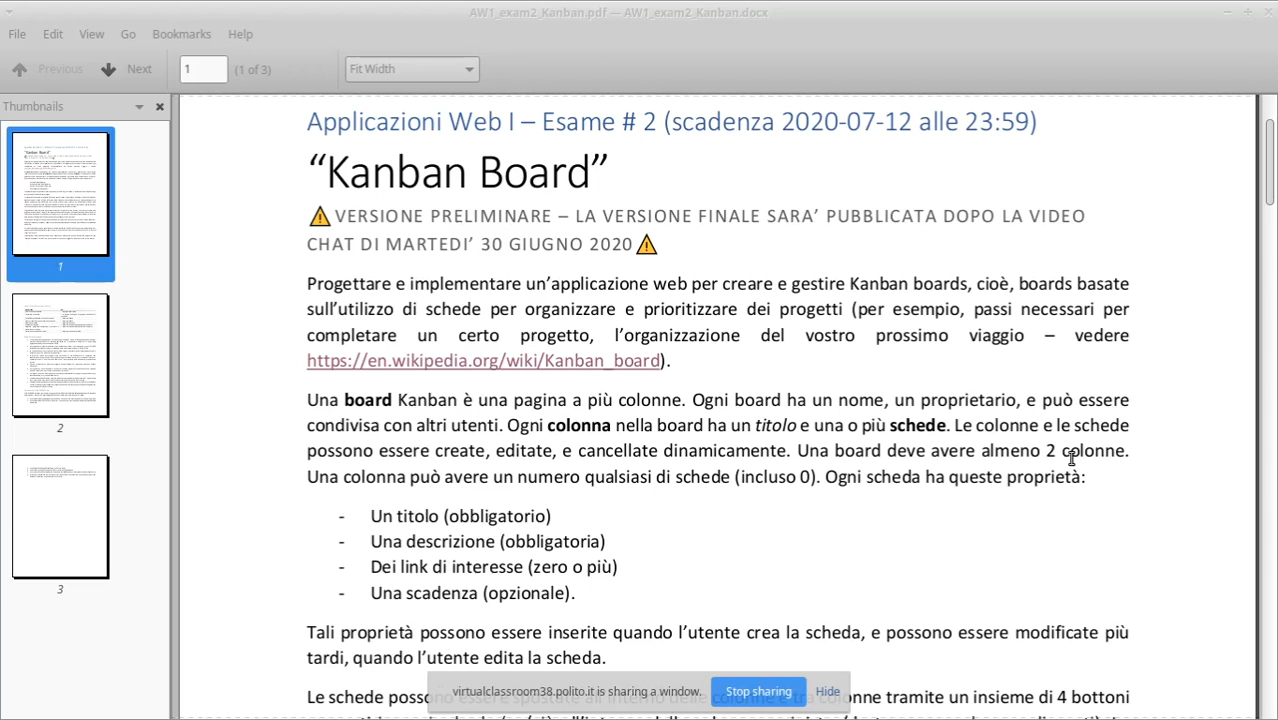 AW1_exam2_Kanban.pdf — AW1_exam2_Kanban.docx
File Edit View Go Bookmarks Help
Previous Next 1 (1 of 3) Fit Width
Thumbnails
1
2
3
Applicazioni Web I – Esame # 2 (scadenza 2020-07-12 alle 23:59)
“Kanban Board”
⚠VERSIONE PRELIMINARE – LA VERSIONE FINALE SARA’ PUBBLICATA DOPO LA VIDEO
CHAT DI MARTEDI’ 30 GIUGNO 2020⚠
Progettare e implementare un’applicazione web per creare e gestire Kanban boards, cioè, boards basate
sull’utilizzo di schede per organizzare e prioritizzare dei progetti (per esempio, passi necessari per
completare un certo progetto, l’organizzazione del vostro prossimo viaggio – vedere
https://en.wikipedia.org/wiki/Kanban_board).
Una board Kanban è una pagina a più colonne. Ogni board ha un nome, un proprietario, e può essere
condivisa con altri utenti. Ogni colonna nella board ha un titolo e una o più schede. Le colonne e le schede
possono essere create, editate, e cancellate dinamicamente. Una board deve avere almeno 2 colonne.
Una colonna può avere un numero qualsiasi di schede (incluso 0). Ogni scheda ha queste proprietà:
- Un titolo (obbligatorio)
- Una descrizione (obbligatoria)
- Dei link di interesse (zero o più)
- Una scadenza (opzionale).
Tali proprietà possono essere inserite quando l’utente crea la scheda, e possono essere modificate più
tardi, quando l’utente edita la scheda.
virtualclassroom38.polito.it is sharing a window. Stop sharing Hide
Le schede possono essere spostate all’interno delle colonne e tra colonne tramite un insieme di 4 bottoni